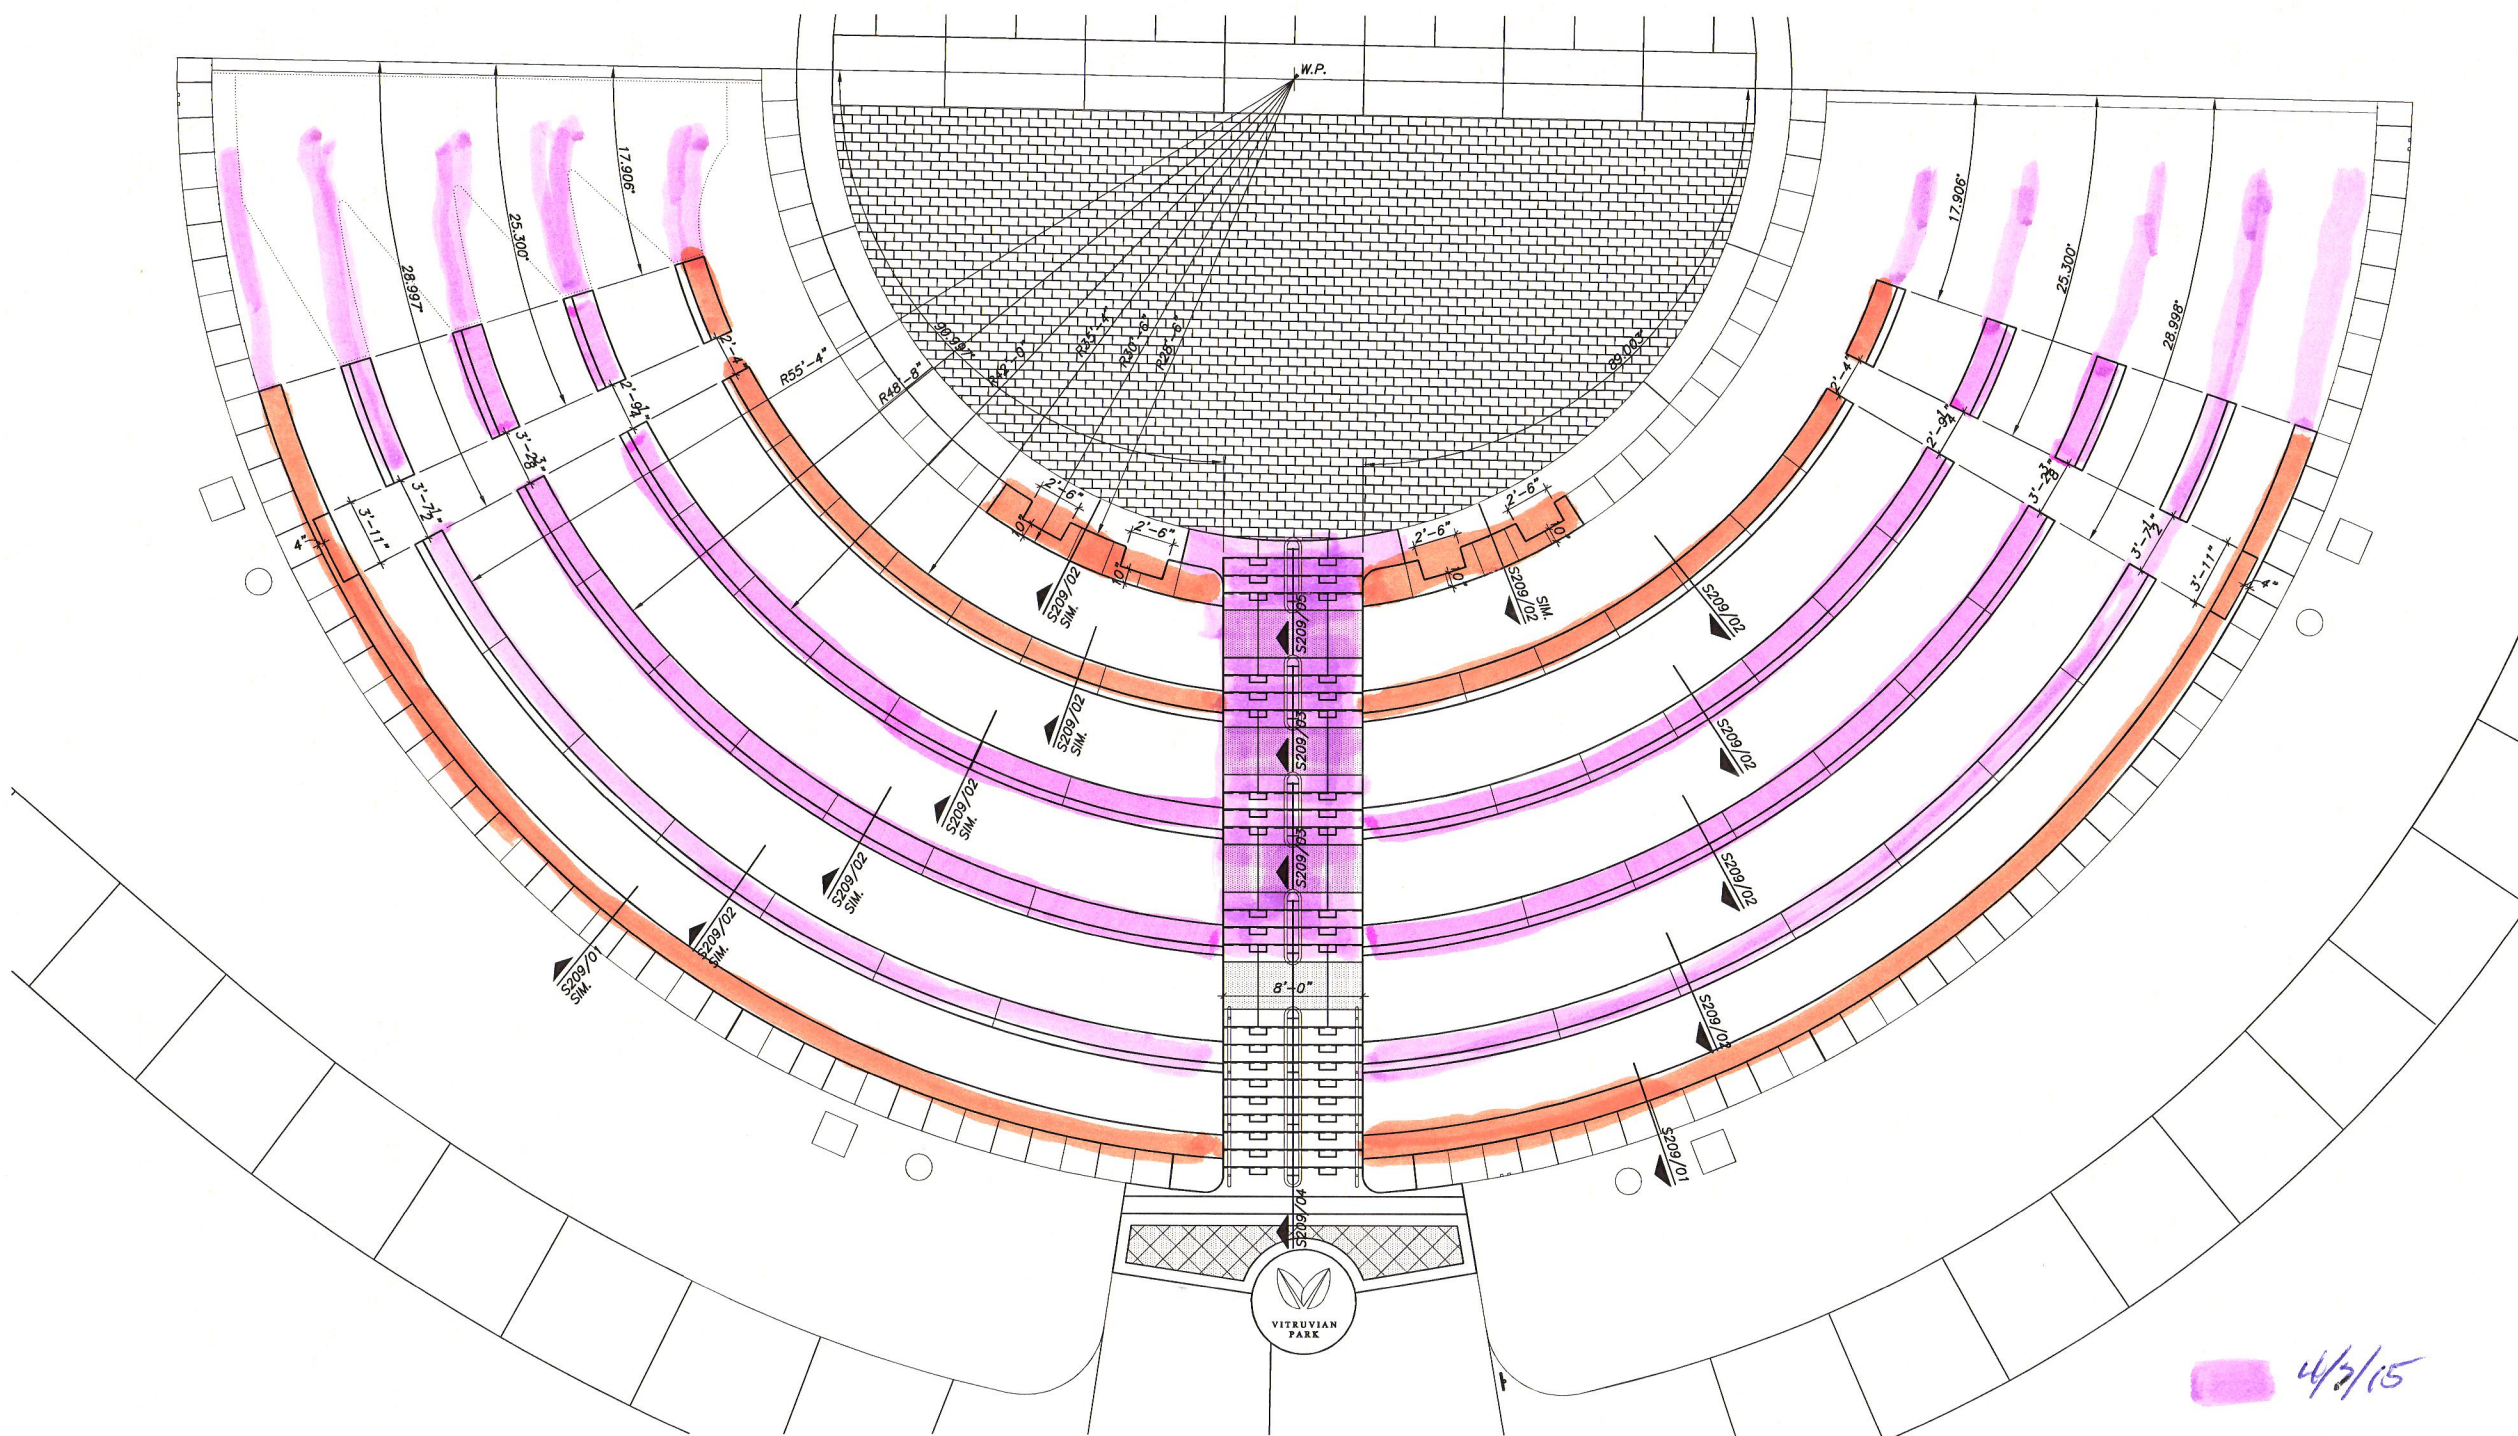 W.P.
17.906°
25.300°
28.997°
17.906°
25.300°
28.998°
R55'-4"
R48'-8"
R42'-0"
R35'-4"
R30'-6"
R28'-6"
90.997°
89.003°
2'-4"
2'-9¼"
3'-2⅜"
3'-7½"
3'-11"
4"
2'-4"
2'-9¼"
3'-2⅜"
3'-7½"
3'-11"
4"
2'-6"
10"
2'-6"
10"
2'-6"
10"
2'-6"
10"
S209/02
SIM.
S209/02
SIM.
S209/02
SIM.
S209/02
SIM.
S209/02
SIM.
S209/01
SIM.
SIM.
S209/02
S209/02
S209/02
S209/02
S209/02
S209/01
S209/05
S209/03
S209/03
8'-0"
S209/04
VITRUVIAN
PARK